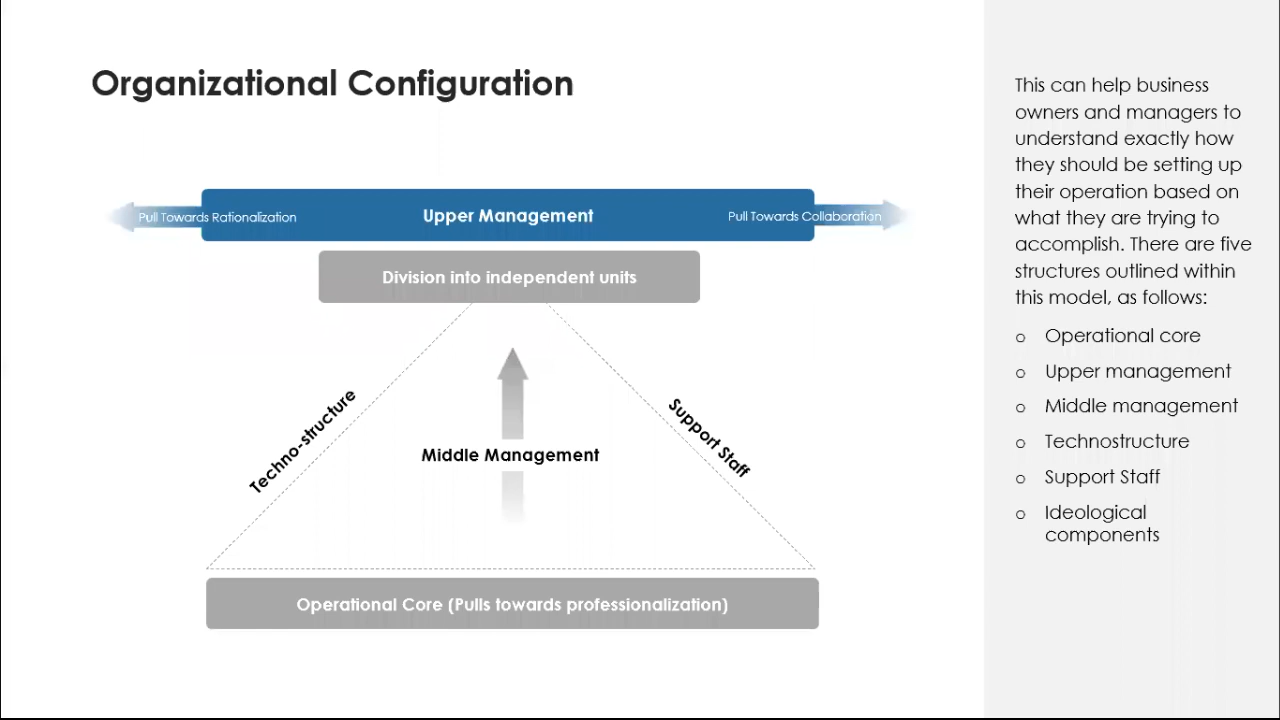 Organizational Configuration
Pull Towards Rationalization
Upper Management
Pull Towards Collaboration
Division into independent units
Techno-structure
Support Staff
Middle Management
Operational Core (Pulls towards professionalization)
This can help business
owners and managers to
understand exactly how
they should be setting up
their operation based on
what they are trying to
accomplish. There are five
structures outlined within
this model, as follows:
o Operational core
o Upper management
o Middle management
o Technostructure
o Support Staff
o Ideological
components